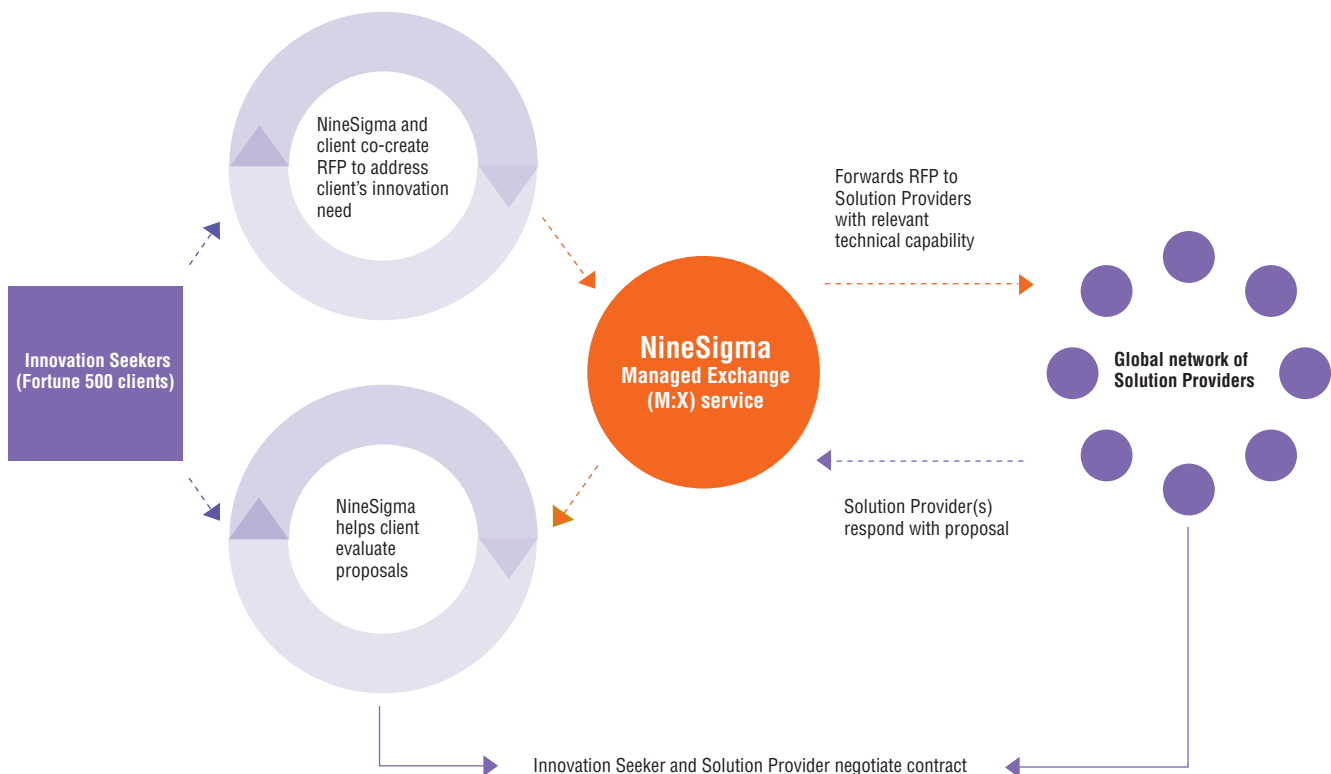 NineSigma and
client co-create
RFP to address
client’s innovation
need
Forwards RFP to
Solution Providers
with relevant
technical capability
Innovation Seekers
(Fortune 500 clients)
NineSigma
Managed Exchange
(M:X) service
Global network of
Solution Providers
NineSigma
helps client
evaluate
proposals
Solution Provider(s)
respond with proposal
Innovation Seeker and Solution Provider negotiate contract